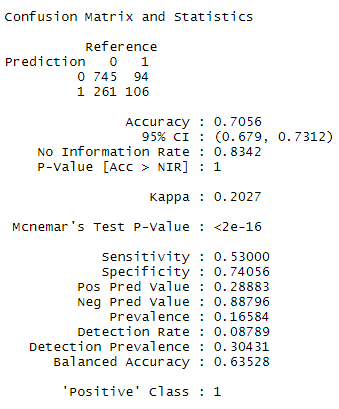 Confusion Matrix and Statistics
Reference
Prediction 0 1
0 745 94
1 261 106
Accuracy : 0.7056
95% CI : (0.679, 0.7312)
No Information Rate : 0.8342
P-Value [Acc > NIR] : 1
Kappa : 0.2027
Mcnemar's Test P-Value : <2e-16
Sensitivity : 0.53000
Specificity : 0.74056
Pos Pred Value : 0.28883
Neg Pred Value : 0.88796
Prevalence : 0.16584
Detection Rate : 0.08789
Detection Prevalence : 0.30431
Balanced Accuracy : 0.63528
'Positive' Class : 1